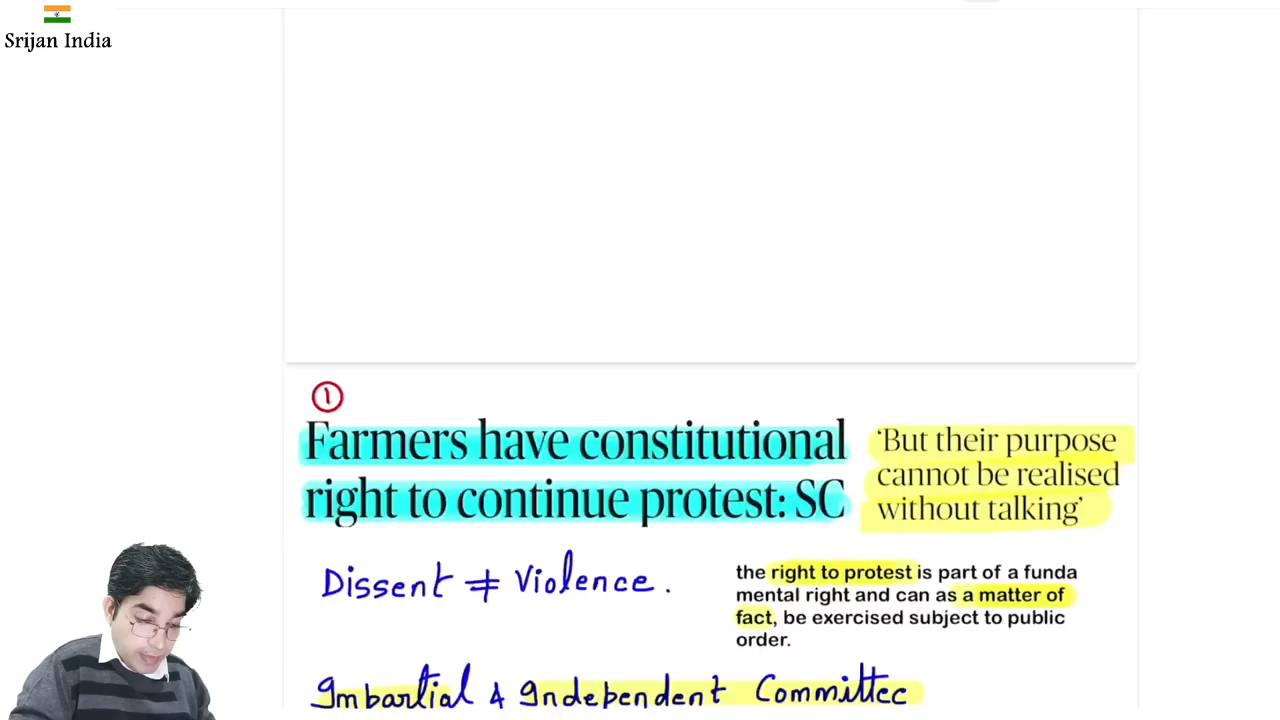 Srijan India
1
Farmers have constitutional
right to continue protest: SC
‘But their purpose
cannot be realised
without talking’
Dissent ≠ Violence.
the right to protest is part of a funda
mental right and can as a matter of
fact, be exercised subject to public
order.
Impartial & Independent Committee